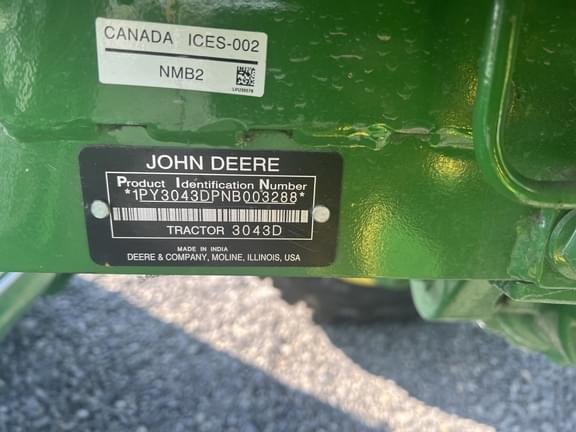 CANADA ICES-002
NMB2
JOHN DEERE
Product Identification Number
*1PY3043DPNB003288*
TRACTOR 3043D
MADE IN INDIA
DEERE & COMPANY, MOLINE, ILLINOIS, USA